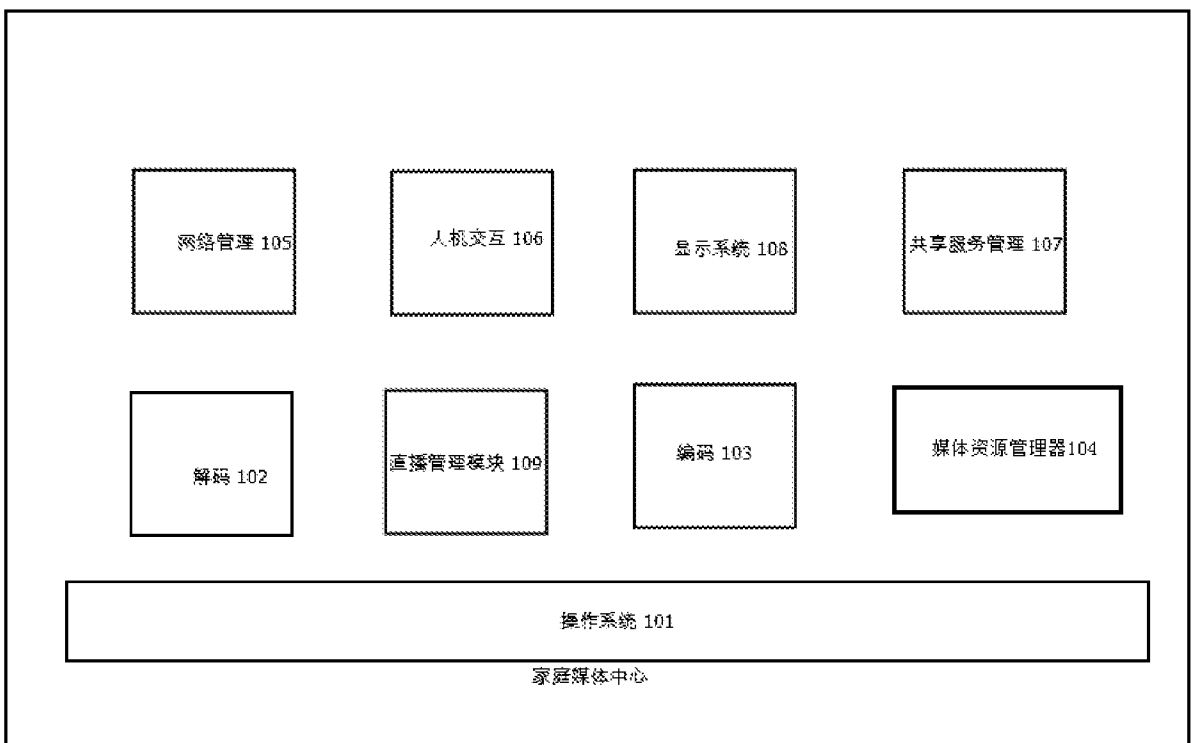 网络管理 105
人机交互 106
显示系统 108
共享服务管理 107
解码 102
直播管理模块 109
编码 103
媒体资源管理器104
操作系统 101
家庭媒体中心